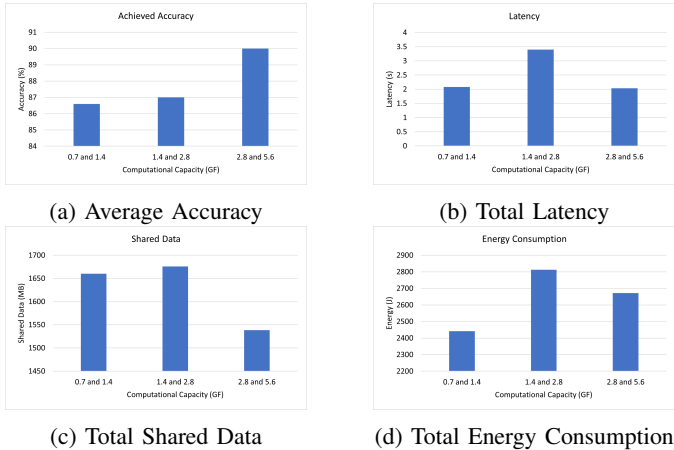 Achieved Accuracy
91
90
89
88
87
86
85
84
Accuracy (%)
0.7 and 1.4
1.4 and 2.8
2.8 and 5.6
Computational Capacity (GF)
(a) Average Accuracy
Latency
4
3.5
3
2.5
2
1.5
1
0.5
0
Latency (s)
0.7 and 1.4
1.4 and 2.8
2.8 and 5.6
Computational Capacity (GF)
(b) Total Latency
Shared Data
1700
1650
1600
1550
1500
1450
Shared Data (MB)
0.7 and 1.4
1.4 and 2.8
2.8 and 5.6
Computational Capacity (GF)
(c) Total Shared Data
Energy Consumption
2900
2800
2700
2600
2500
2400
2300
2200
Energy (J)
0.7 and 1.4
1.4 and 2.8
2.8 and 5.6
Computational Capacity (GF)
(d) Total Energy Consumption